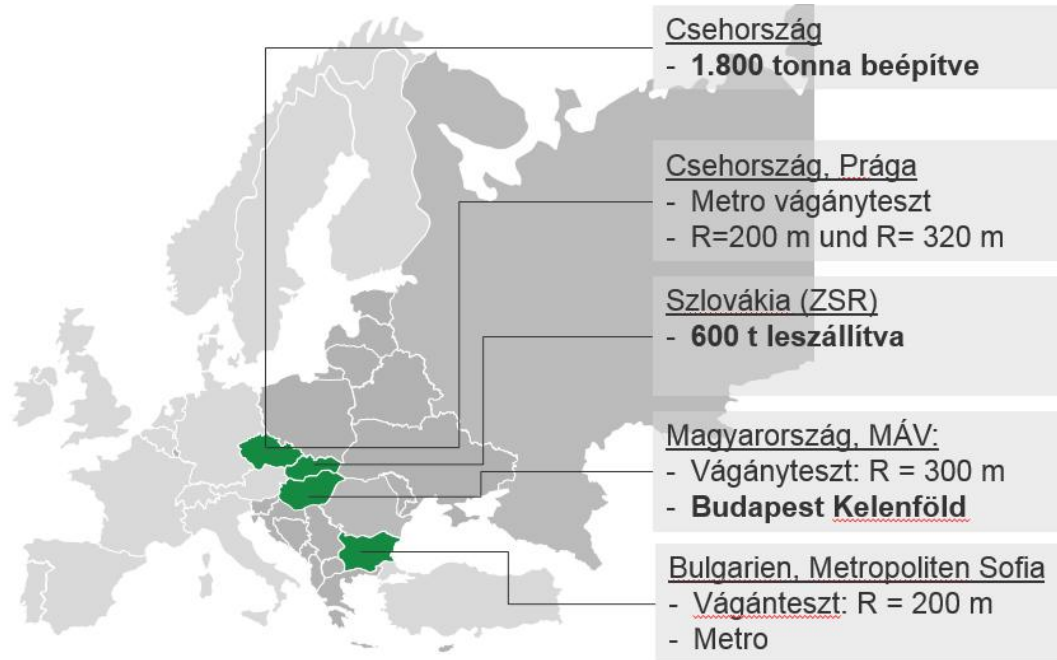 Csehország
- 1.800 tonna beépítve
Csehország, Prága
- Metro vágányteszt
- R=200 m und R= 320 m
Szlovákia (ZSR)
- 600 t leszállítva
Magyarország, MÁV:
- Vágányteszt: R = 300 m
- Budapest Kelenföld
Bulgarien, Metropoliten Sofia
- Vágánteszt: R = 200 m
- Metro